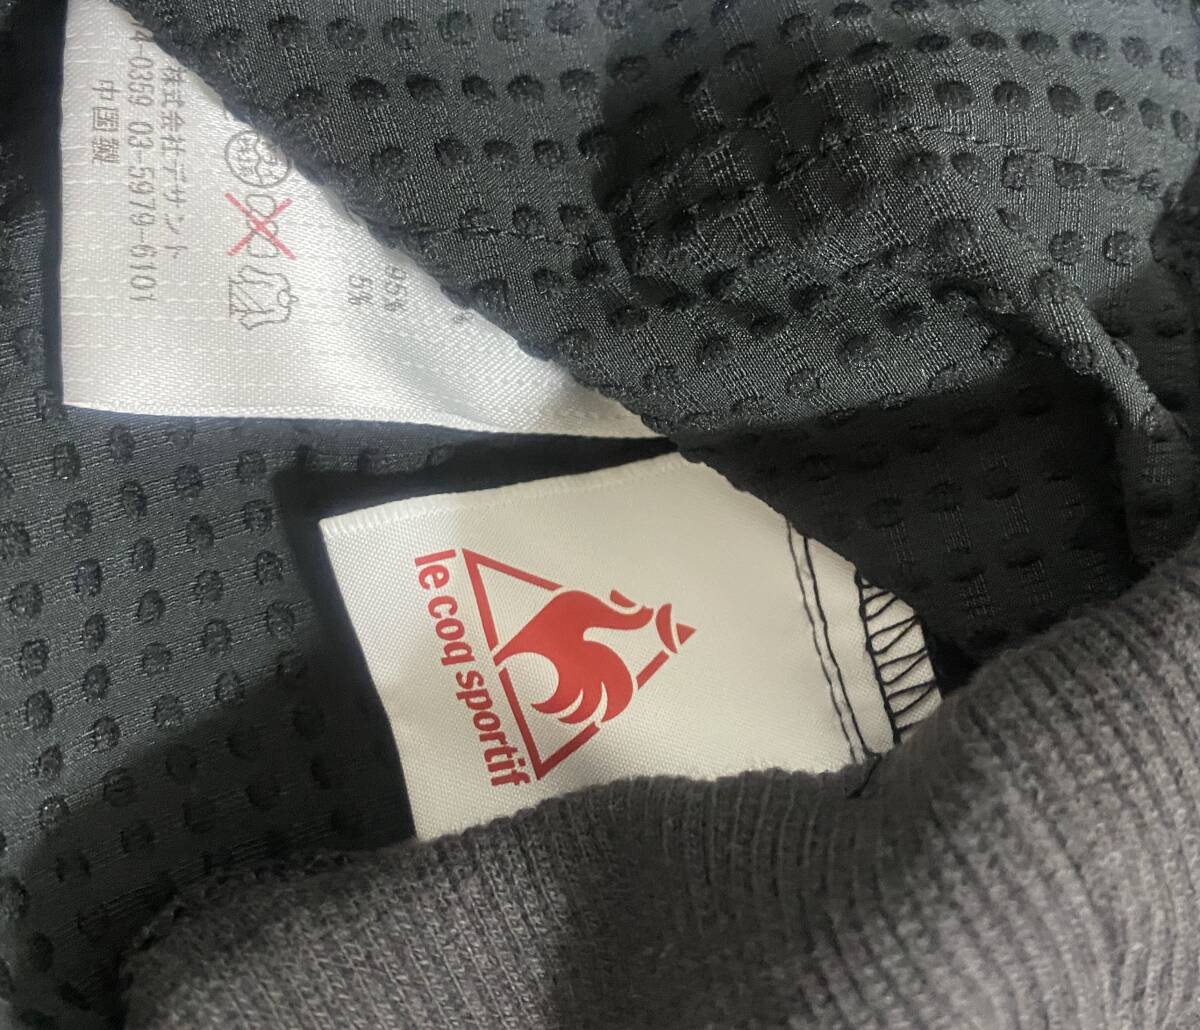 95%
5%
株式会社デサント
4-0359 03-5979-6101
中国製
le coq sportif